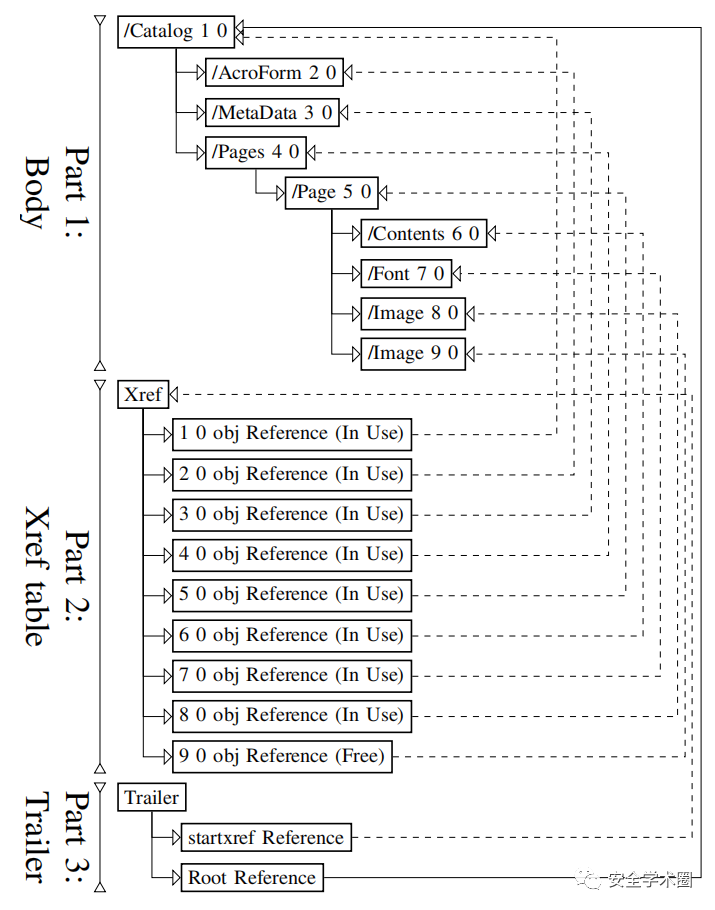 Part 1:
Body
/Catalog 1 0
/AcroForm 2 0
/MetaData 3 0
/Pages 4 0
/Page 5 0
/Contents 6 0
/Font 7 0
/Image 8 0
/Image 9 0
Part 2:
Xref table
Xref
1 0 obj Reference (In Use)
2 0 obj Reference (In Use)
3 0 obj Reference (In Use)
4 0 obj Reference (In Use)
5 0 obj Reference (In Use)
6 0 obj Reference (In Use)
7 0 obj Reference (In Use)
8 0 obj Reference (In Use)
9 0 obj Reference (Free)
Part 3:
Trailer
Trailer
startxref Reference
Root Reference
安全学术圈